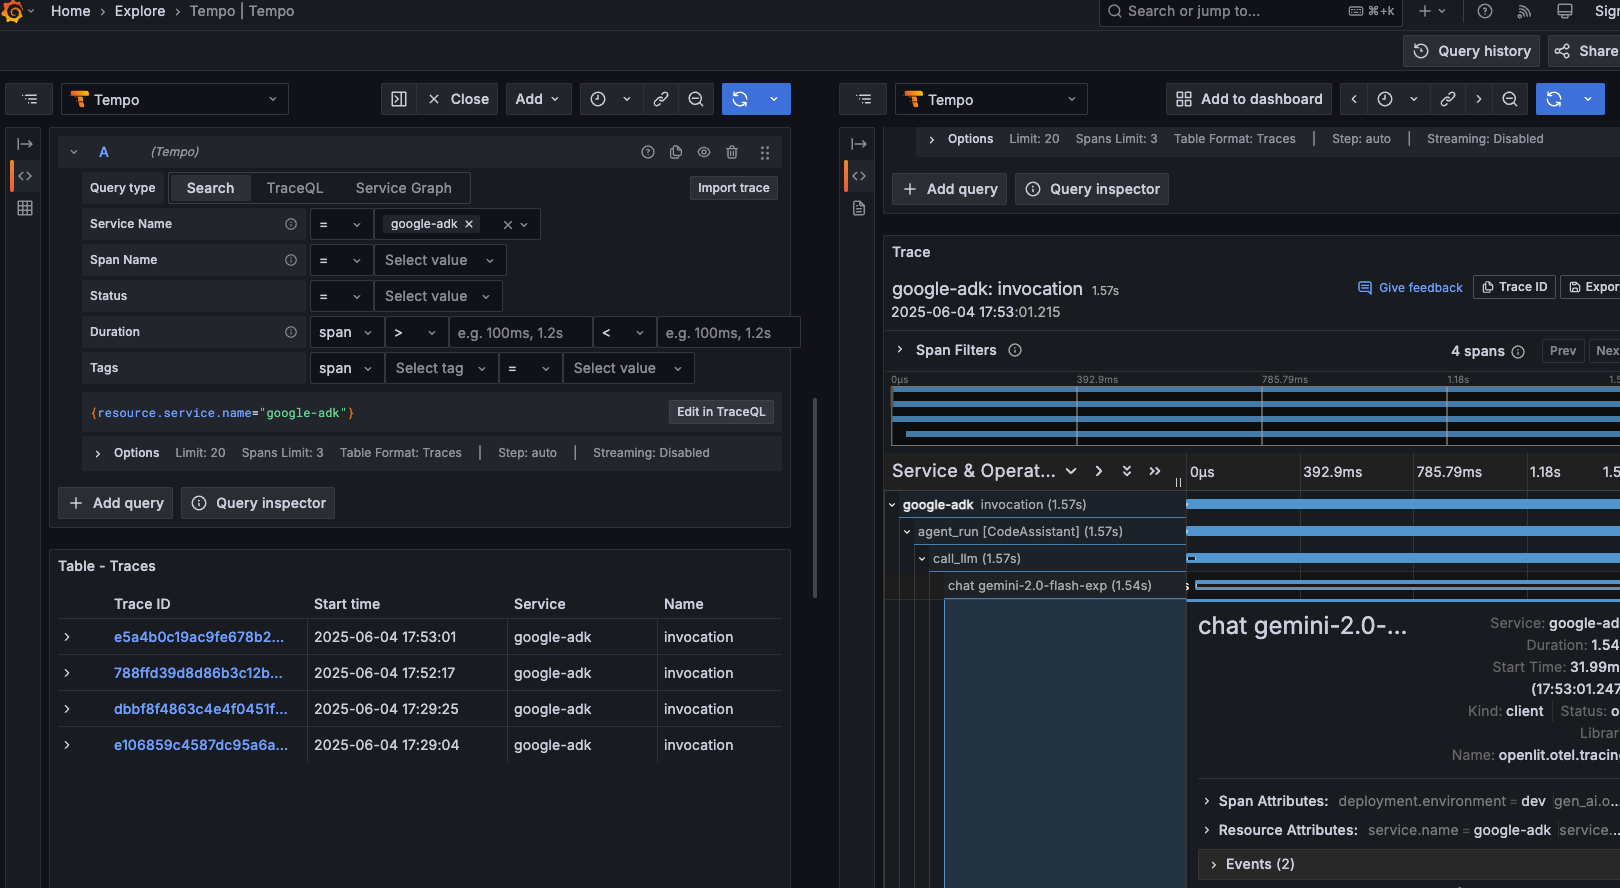 Home › Explore › Tempo | Tempo
Search or jump to... ⌘+k
Sign
Query history
Share
Tempo
Close
Add
Tempo
Add to dashboard
A (Tempo)
Query type Search TraceQL Service Graph Import trace
Service Name = google-adk
Span Name = Select value
Status = Select value
Duration span > e.g. 100ms, 1.2s < e.g. 100ms, 1.2s
Tags span Select tag = Select value
{resource.service.name="google-adk"} Edit in TraceQL
Options Limit: 20 Spans Limit: 3 Table Format: Traces | Step: auto | Streaming: Disabled
+ Add query Query inspector
Table - Traces
Trace ID Start time Service Name
e5a4b0c19ac9fe678b2... 2025-06-04 17:53:01 google-adk invocation
788ffd39d8d86b3c12b... 2025-06-04 17:52:17 google-adk invocation
dbbf8f4863c4e4f0451f... 2025-06-04 17:29:25 google-adk invocation
e106859c4587dc95a6a... 2025-06-04 17:29:04 google-adk invocation
Options Limit: 20 Spans Limit: 3 Table Format: Traces | Step: auto | Streaming: Disabled
+ Add query Query inspector
Trace
google-adk: invocation 1.57s
Give feedback Trace ID Expor
2025-06-04 17:53:01.215
Span Filters 4 spans Prev Nex
0μs 392.9ms 785.79ms 1.18s 1.5
Service & Operat... 0μs 392.9ms 785.79ms 1.18s 1.5
google-adk invocation (1.57s)
agent_run [CodeAssistant] (1.57s)
call_llm (1.57s)
chat gemini-2.0-flash-exp (1.54s) s
chat gemini-2.0-...
Service: google-ad
Duration: 1.54
Start Time: 31.99m
(17:53:01.247
Kind: client Status: o
Librar
Name: openlit.otel.tracin
Span Attributes: deployment.environment = dev gen_ai.o...
Resource Attributes: service.name = google-adk service...
Events (2)